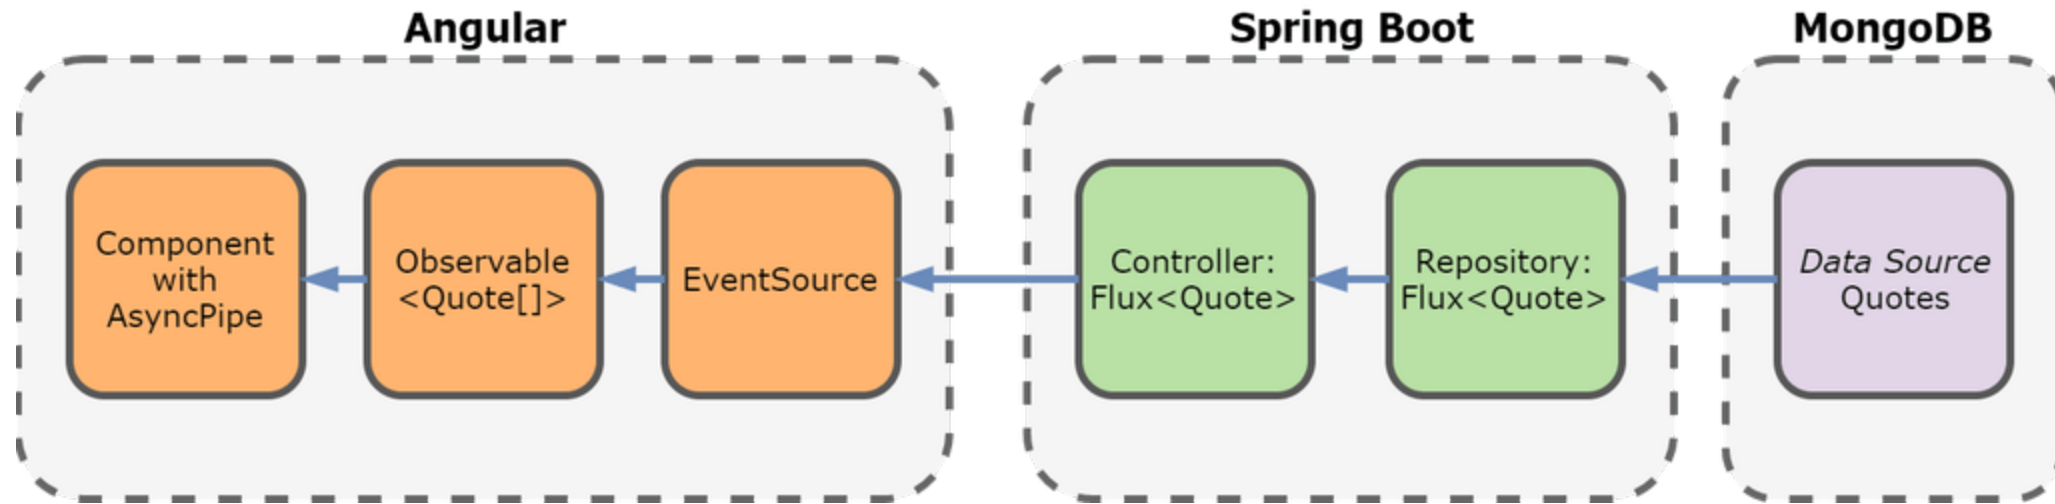 Angular
Spring Boot
MongoDB
Component
with
AsyncPipe
Observable
<Quote[]>
EventSource
Controller:
Flux<Quote>
Repository:
Flux<Quote>
Data Source
Quotes